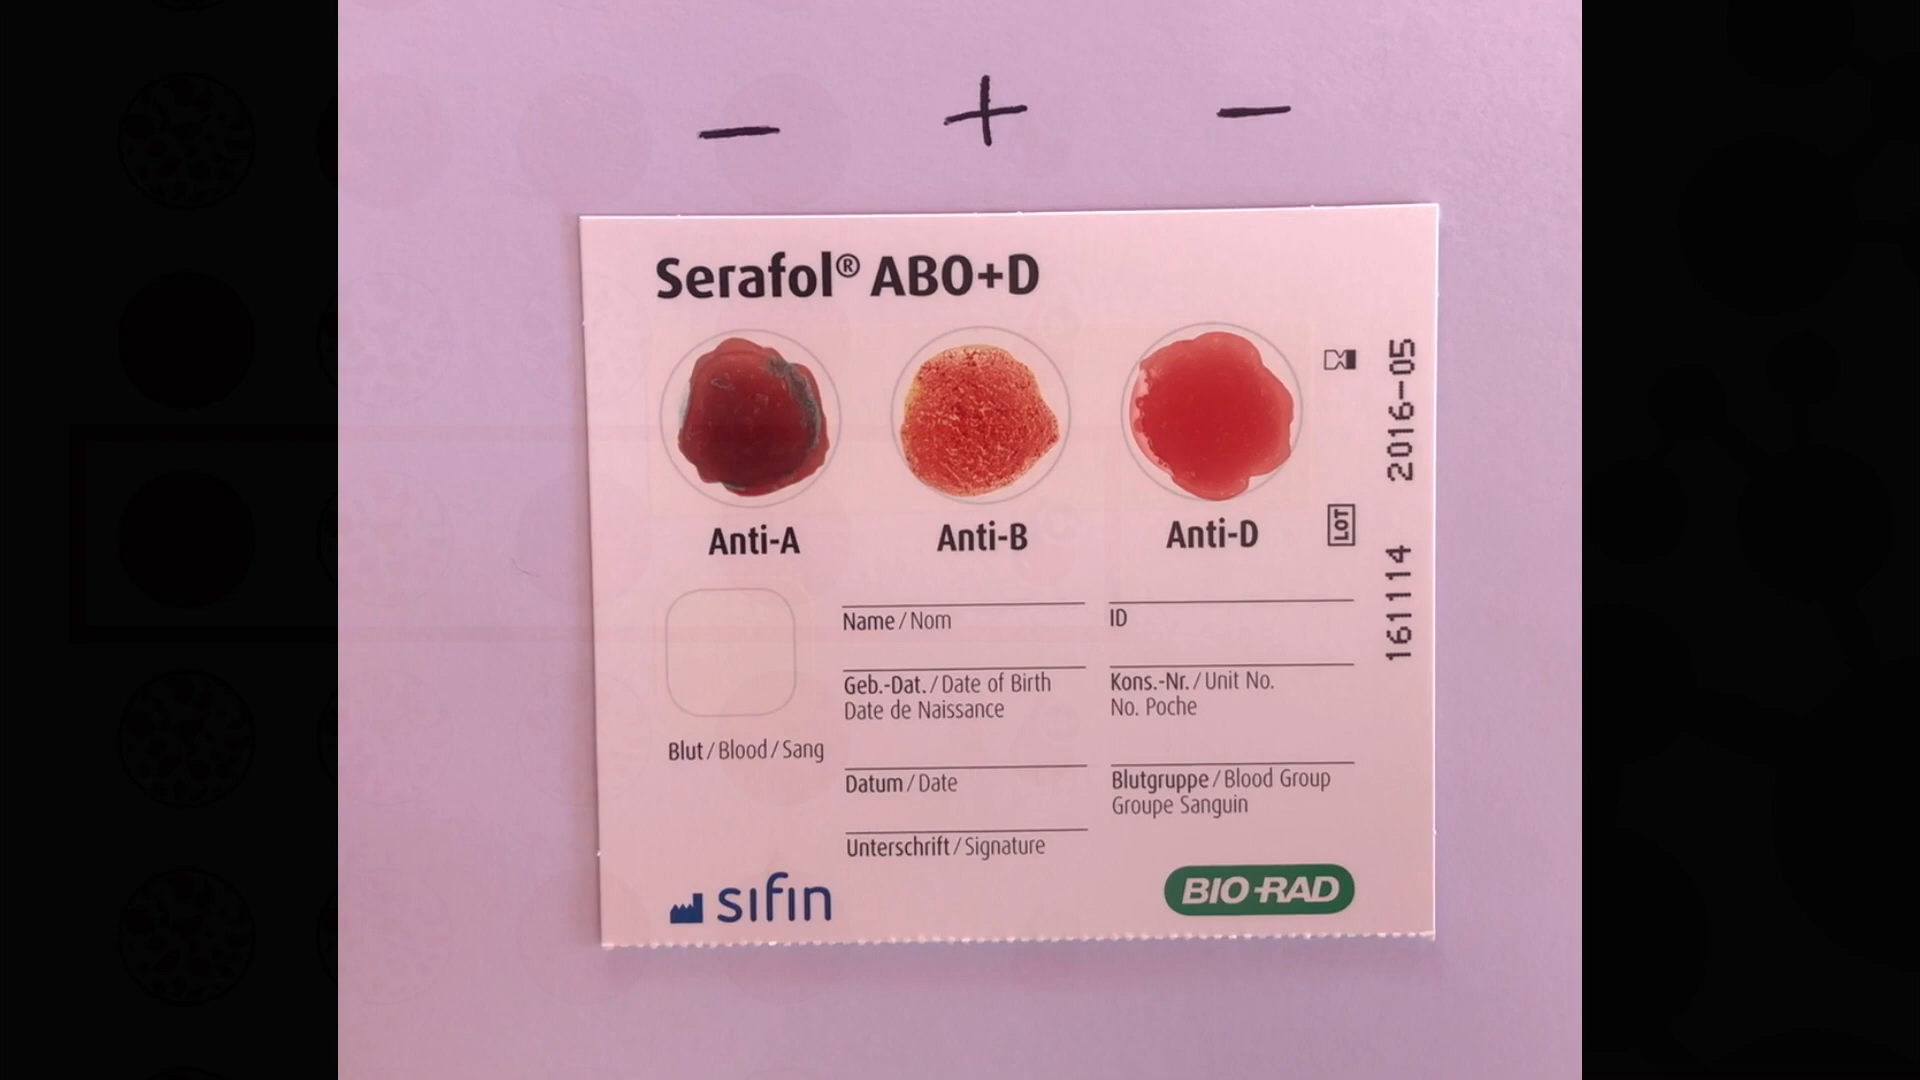 − + −
Serafol® ABO+D
Anti-A Anti-B Anti-D
2016-05
LOT
161114
Name / Nom
ID
Geb.-Dat. / Date of Birth
Date de Naissance
Kons.-Nr. / Unit No.
No. Poche
Blut / Blood / Sang
Datum / Date
Blutgruppe / Blood Group
Groupe Sanguin
Unterschrift / Signature
sifin
BIO-RAD